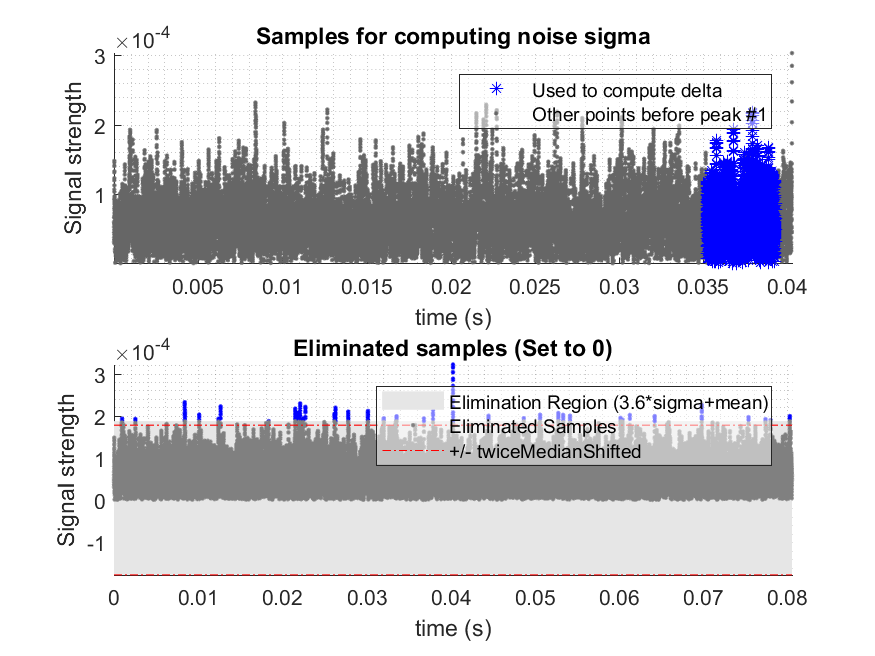 ×10-4
Samples for computing noise sigma
3
2
1
Signal strength
Used to compute delta
Other points before peak #1
0.005 0.01 0.015 0.02 0.025 0.03 0.035 0.04
time (s)
×10-4
Eliminated samples (Set to 0)
3
2
1
0
-1
Signal strength
Elimination Region (3.6*sigma+mean)
Eliminated Samples
+/- twiceMedianShifted
0 0.01 0.02 0.03 0.04 0.05 0.06 0.07 0.08
time (s)